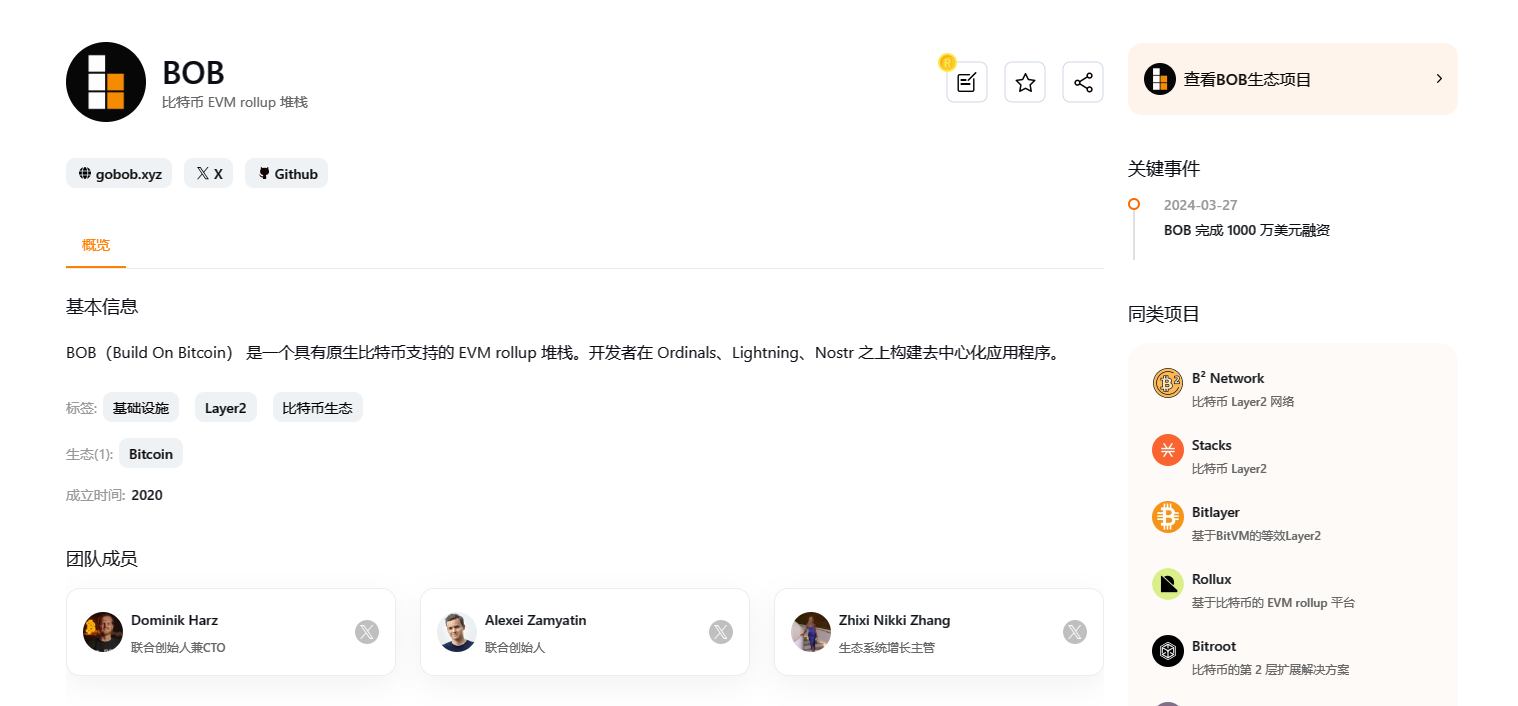 BOB
比特币 EVM rollup 堆栈
R
gobob.xyz
X
Github
概览
基本信息
BOB（Build On Bitcoin） 是一个具有原生比特币支持的 EVM rollup 堆栈。开发者在 Ordinals、Lightning、Nostr 之上构建去中心化应用程序。
标签: 基础设施 Layer2 比特币生态
生态(1): Bitcoin
成立时间: 2020
团队成员
Dominik Harz
联合创始人兼CTO
Alexei Zamyatin
联合创始人
Zhixi Nikki Zhang
生态系统增长主管
查看BOB生态项目
关键事件
2024-03-27
BOB 完成 1000 万美元融资
同类项目
B² Network
比特币 Layer2 网络
Stacks
比特币 Layer2
Bitlayer
基于BitVM的等效Layer2
Rollux
基于比特币的 EVM rollup 平台
Bitroot
比特币的第 2 层扩展解决方案